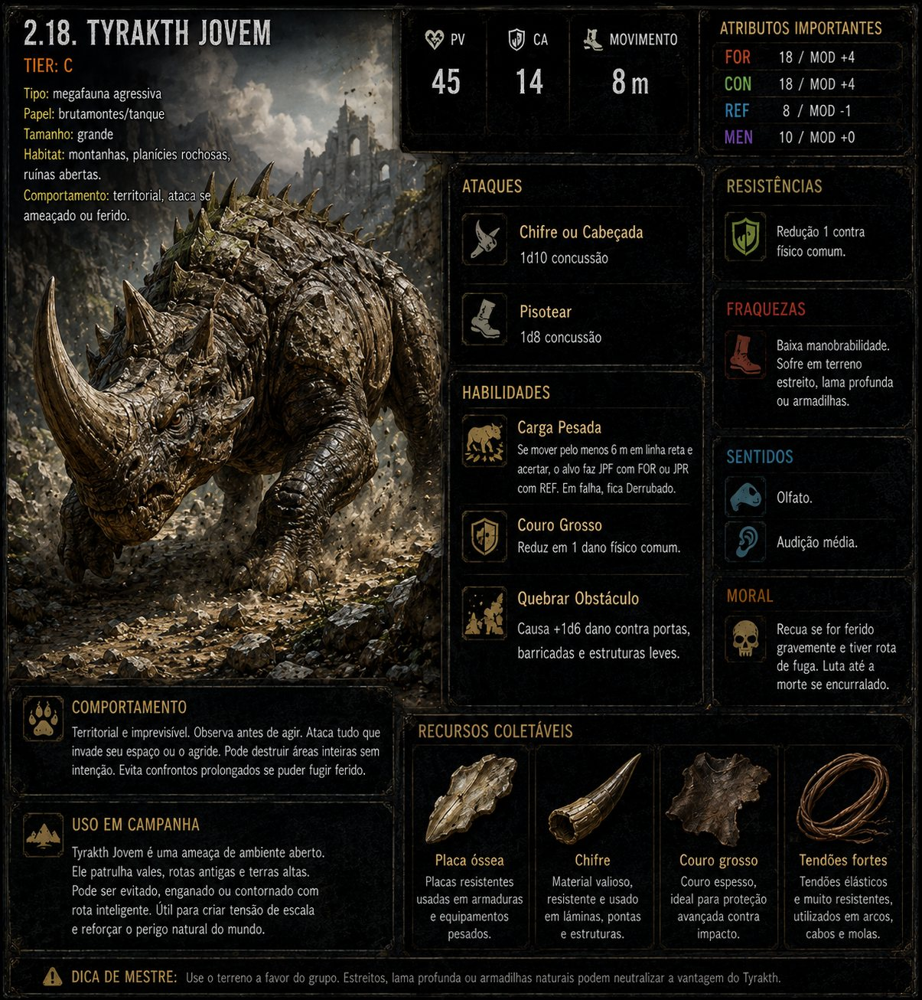 2.18. TYRAKTH JOVEM
TIER: C
Tipo: megafauna agressiva
Papel: brutamontes/tanque
Tamanho: grande
Habitat: montanhas, planícies rochosas,
ruínas abertas.
Comportamento: territorial, ataca se
ameaçado ou ferido.
PV
45
CA
14
MOVIMENTO
8 m
ATRIBUTOS IMPORTANTES
FOR 18 / MOD +4
CON 18 / MOD +4
REF 8 / MOD -1
MEN 10 / MOD +0
ATAQUES
Chifre ou Cabeçada
1d10 concussão
Pisotear
1d8 concussão
HABILIDADES
Carga Pesada
Se mover pelo menos 6 m em linha reta e
acertar, o alvo faz JPF com FOR ou JPR
com REF. Em falha, fica Derrubado.
Couro Grosso
Reduz em 1 dano físico comum.
Quebrar Obstáculo
Causa +1d6 dano contra portas,
barricadas e estruturas leves.
RESISTÊNCIAS
Redução 1 contra
físico comum.
FRAQUEZAS
Baixa manobrabilidade.
Sofre em terreno
estreito, lama profunda
ou armadilhas.
SENTIDOS
Olfato.
Audição média.
MORAL
Recua se for ferido
gravemente e tiver rota
de fuga. Luta até a
morte se encurralado.
COMPORTAMENTO
Territorial e imprevisível. Observa antes de agir. Ataca tudo que
invade seu espaço ou o agride. Pode destruir áreas inteiras sem
intenção. Evita confrontos prolongados se puder fugir ferido.
USO EM CAMPANHA
Tyrakth Jovem é uma ameaça de ambiente aberto.
Ele patrulha vales, rotas antigas e terras altas.
Pode ser evitado, enganado ou contornado com
rota inteligente. Útil para criar tensão de escala
e reforçar o perigo natural do mundo.
RECURSOS COLETÁVEIS
Placa óssea
Placas resistentes
usadas em armaduras
e equipamentos
pesados.
Chifre
Material valioso,
resistente e usado
em láminas, pontas
e estruturas.
Couro grosso
Couro espesso,
ideal para proteção
avançada contra
impacto.
Tendões fortes
Tendões élásticos
e muito resistentes,
utilizados em arcos,
cabos e molas.
DICA DE MESTRE: Use o terreno a favor do grupo. Estreitos, lama profunda ou armadilhas naturais podem neutralizar a vantagem do Tyrakth.